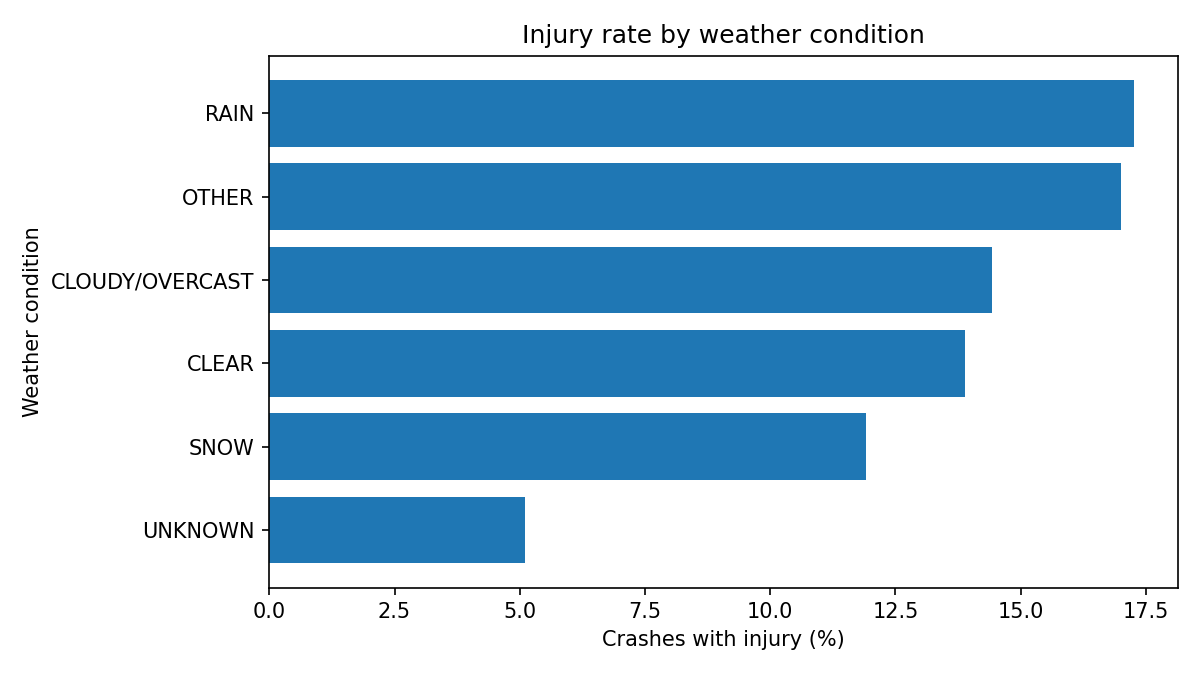 Injury rate by weather condition
Weather condition
RAIN
OTHER
CLOUDY/OVERCAST
CLEAR
SNOW
UNKNOWN
0.0 2.5 5.0 7.5 10.0 12.5 15.0 17.5
Crashes with injury (%)